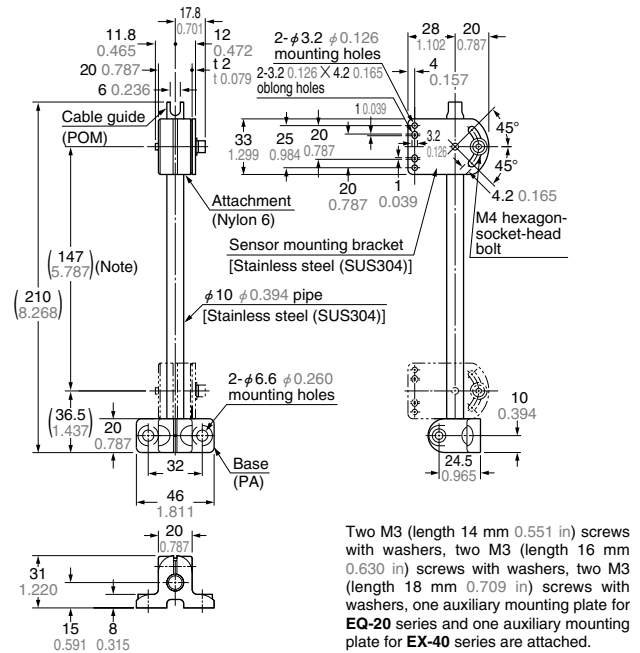 17.8
0.701
11.8
0.465
12
0.472
20 0.787
t 2
t 0.079
6 0.236
Cable guide
(POM)
2-φ3.2 φ0.126
mounting holes
2-3.2 0.126 × 4.2 0.165
oblong holes
28
1.102
20
0.787
4
0.157
1 0.039
33
1.299
25
0.984
20
0.787
3.2
0.126
45°
45°
20
0.787
1
0.039
4.2 0.165
Attachment
(Nylon 6)
M4 hexagon-
socket-head
bolt
Sensor mounting bracket
[Stainless steel (SUS304)]
(147
5.787)(Note)
(210
8.268)
φ10 φ0.394 pipe
[Stainless steel (SUS304)]
2-φ6.6 φ0.260
mounting holes
(36.5
1.437)
20
0.787
10
0.394
32
Base
(PA)
24.5
0.965
46
1.811
20
0.787
31
1.220
15
0.591
8
0.315
Two M3 (length 14 mm 0.551 in) screws
with washers, two M3 (length 16 mm
0.630 in) screws with washers, two M3
(length 18 mm 0.709 in) screws with
washers, one auxiliary mounting plate for
EQ-20 series and one auxiliary mounting
plate for EX-40 series are attached.